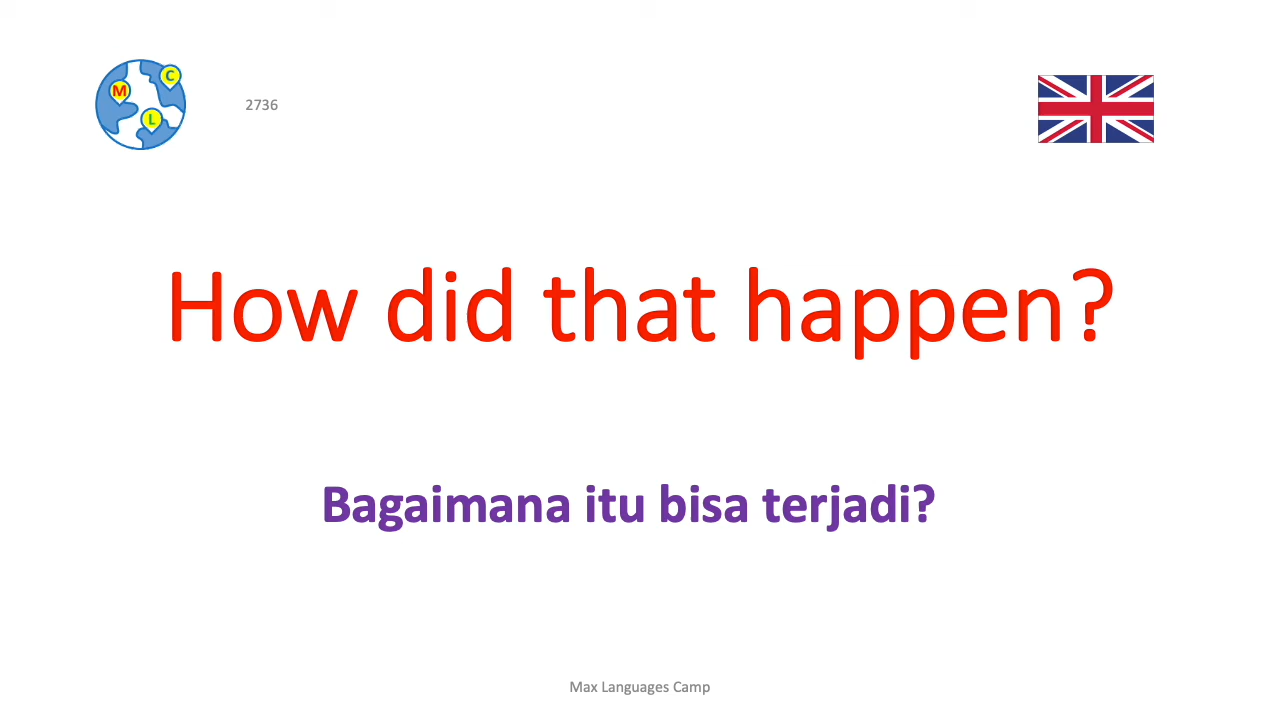 M
C
L
2736
How did that happen?
Bagaimana itu bisa terjadi?
Max Languages Camp